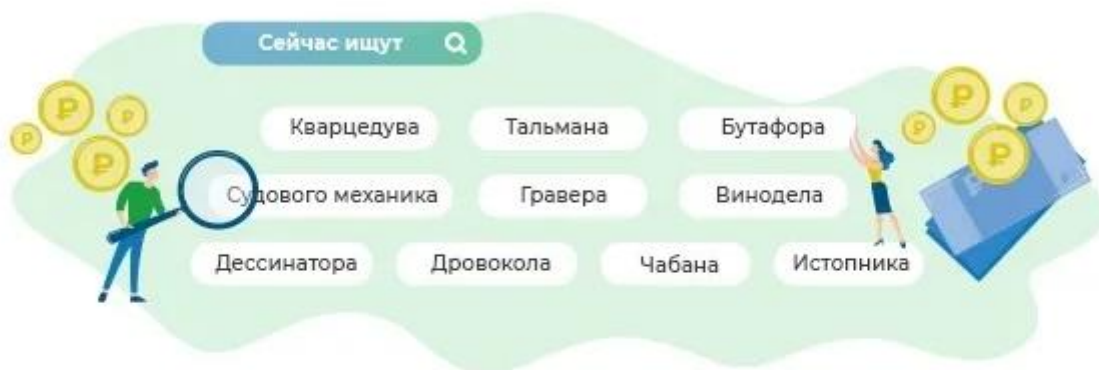 Сейчас ищут
Кварцедува Тальмана Бутафора
Судового механика Гравера Винодела
Дессинатора Дровокола Чабана Истопника